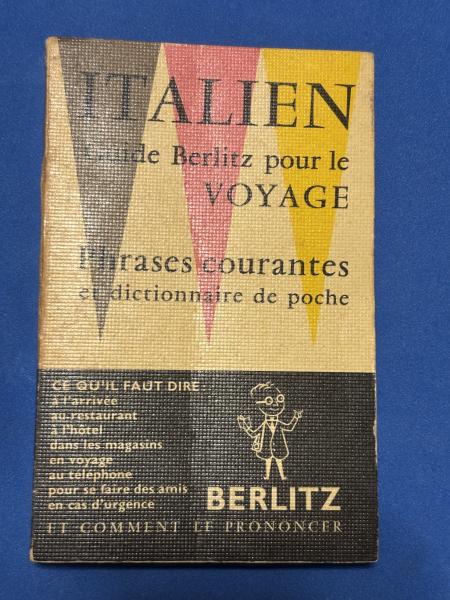 ITALIEN
Guide Berlitz pour le
VOYAGE
Phrases courantes
et dictionnaire de poche
CE QU'IL FAUT DIRE
à l'arrivée
au restaurant
à l'hôtel
dans les magasins
en voyage
au téléphone
pour se faire des amis
en cas d'urgence
BERLITZ
ET COMMENT LE PRONONCER